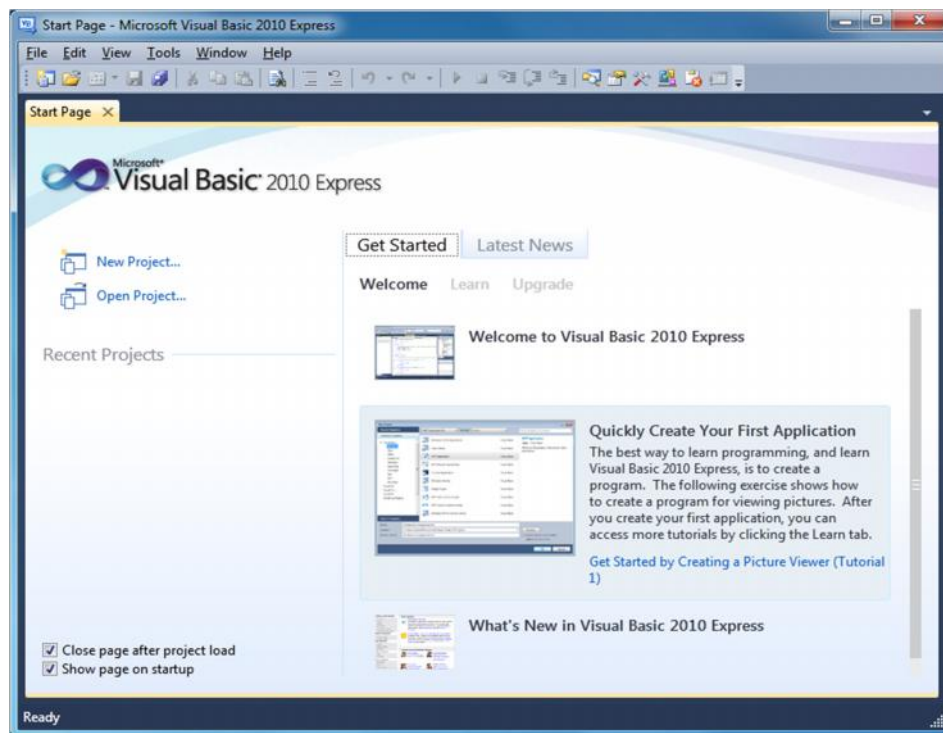 Start Page - Microsoft Visual Basic 2010 Express
File Edit View Tools Window Help
Start Page
Microsoft®
Visual Basic® 2010 Express
New Project...
Open Project...
Recent Projects
Close page after project load
Show page on startup
Get Started Latest News
Welcome Learn Upgrade
Welcome to Visual Basic 2010 Express
Quickly Create Your First Application
The best way to learn programming, and learn
Visual Basic 2010 Express, is to create a
program. The following exercise shows how
to create a program for viewing pictures. After
you create your first application, you can
access more tutorials by clicking the Learn tab.
Get Started by Creating a Picture Viewer (Tutorial
1)
What's New in Visual Basic 2010 Express
Ready